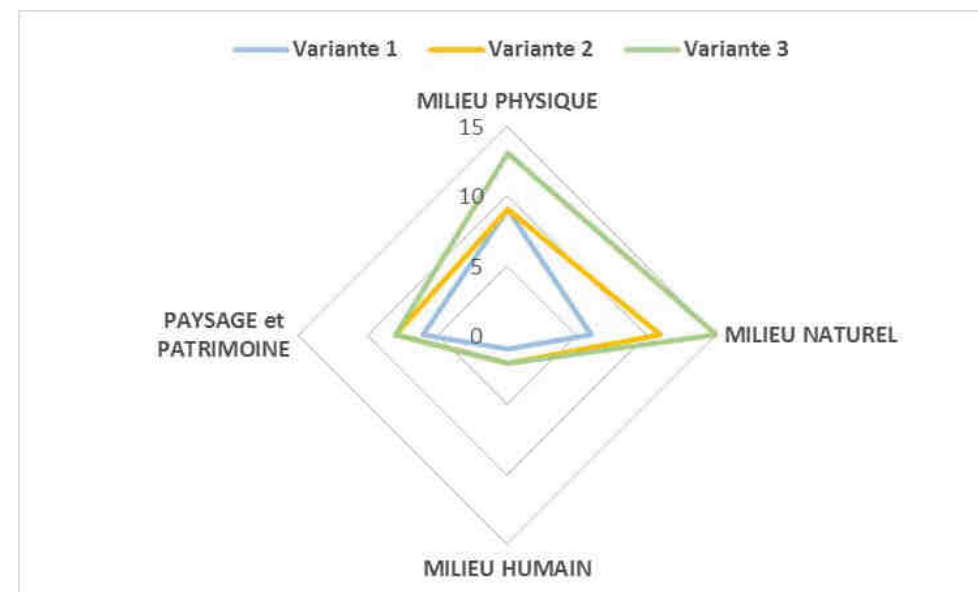 Variante 1 Variante 2 Variante 3
MILIEU PHYSIQUE
15
10
5
0
PAYSAGE et
PATRIMOINE
MILIEU NATUREL
MILIEU HUMAIN